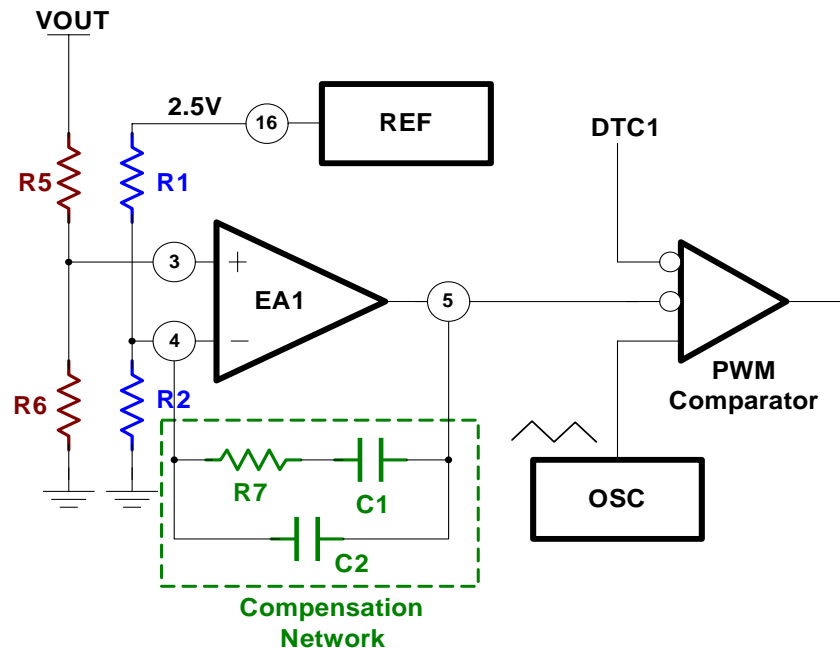 VOUT
2.5V
16
REF
DTC1
R5
R1
3
+
EA1
5
4
−
R6
R2
PWM
Comparator
R7
C1
OSC
C2
Compensation
Network